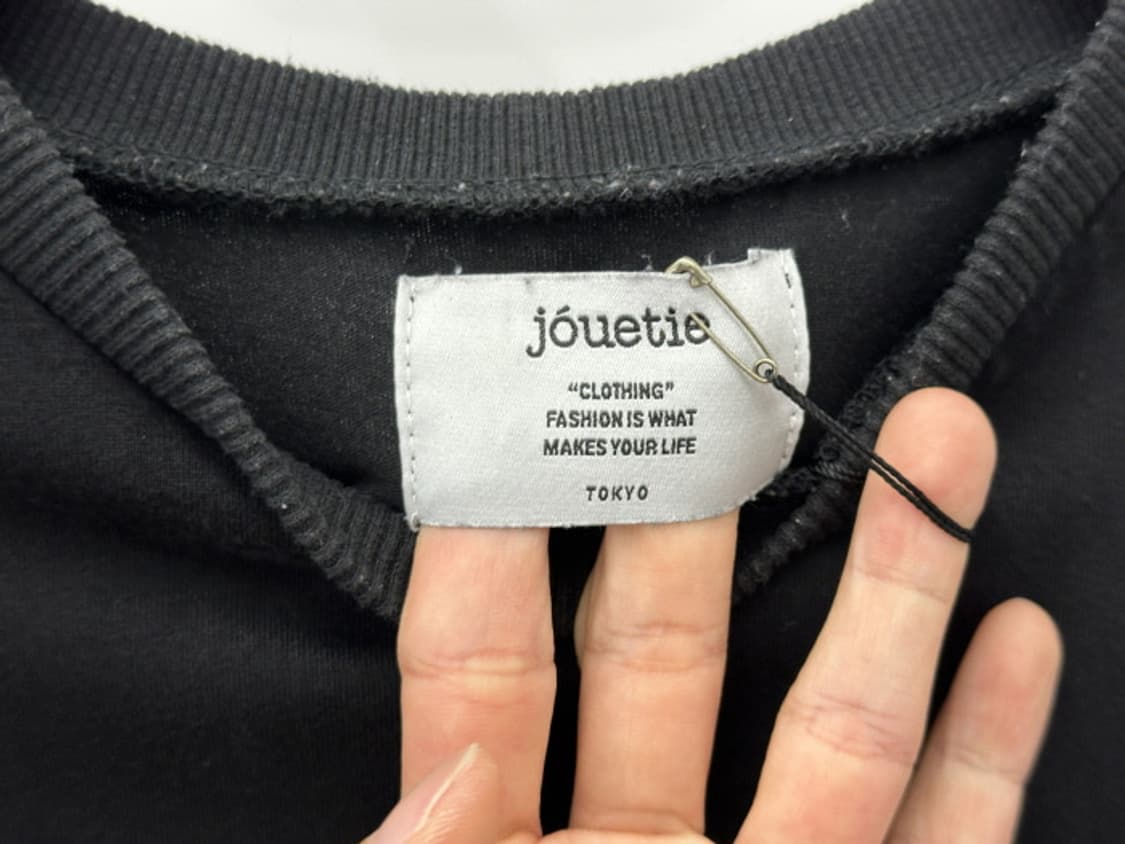 jóuetie
“CLOTHING”
FASHION IS WHAT
MAKES YOUR LIFE
TOKYO